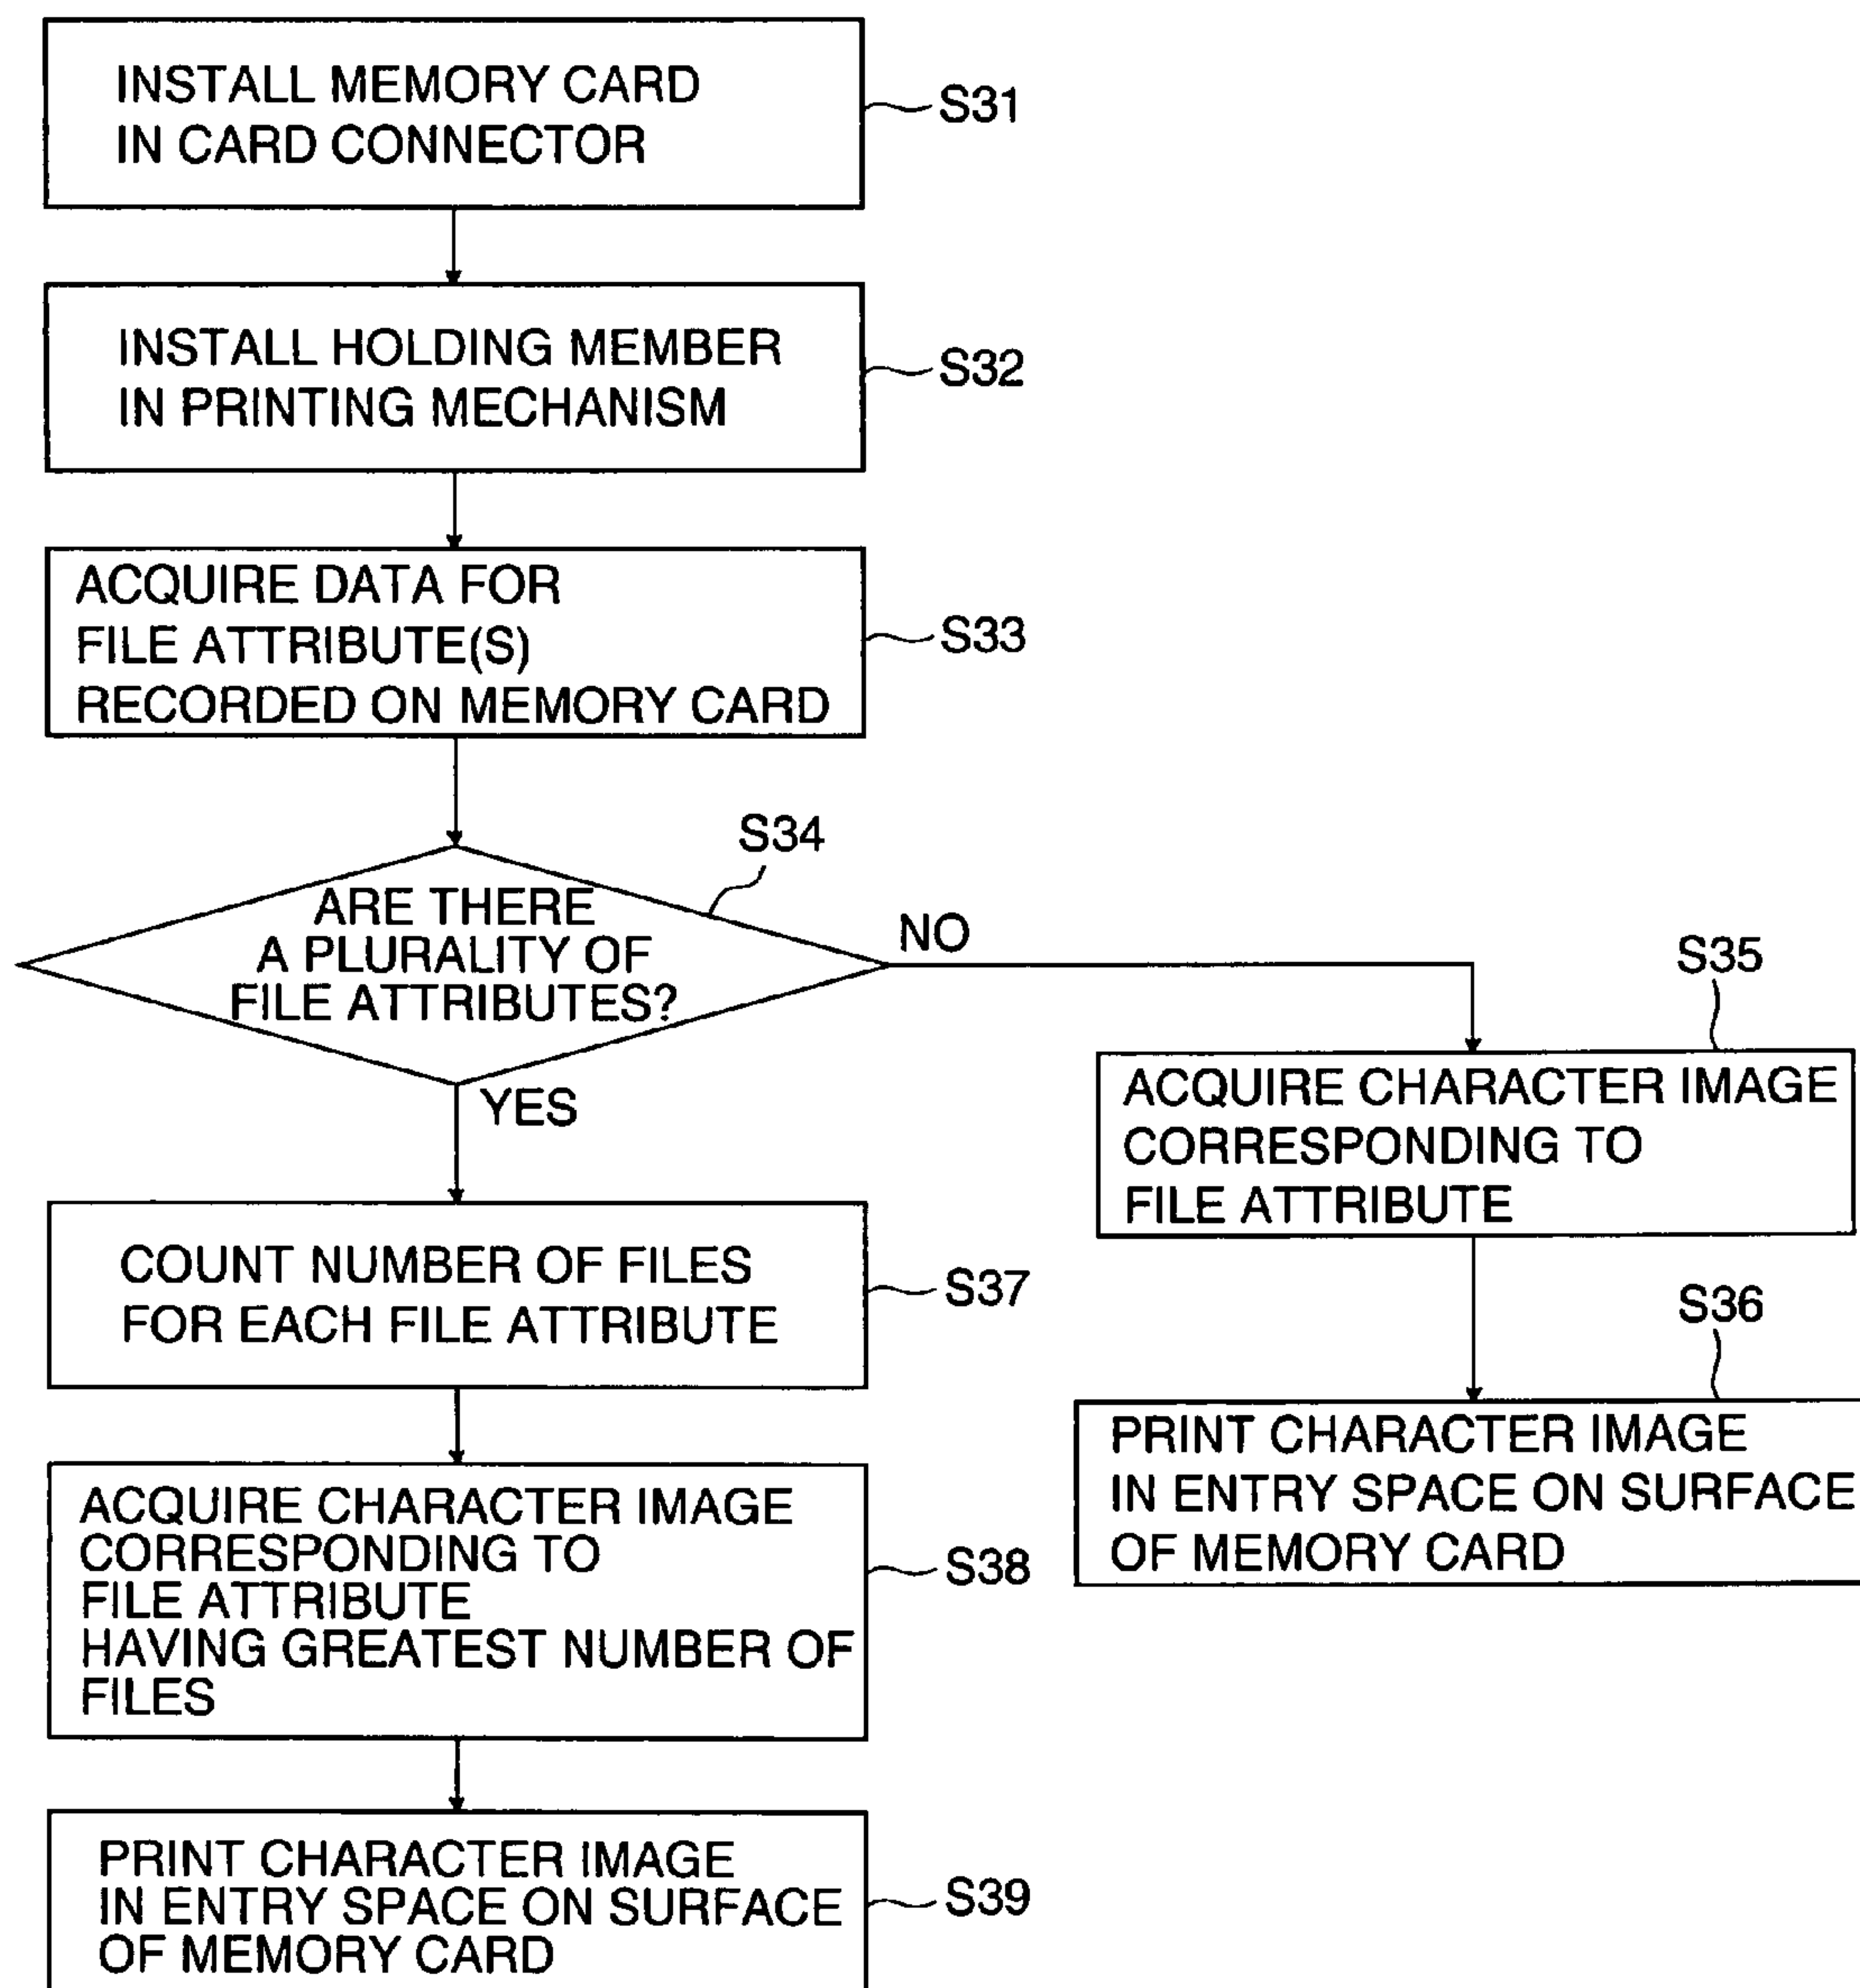 INSTALL MEMORY CARD
IN CARD CONNECTOR
S31
INSTALL HOLDING MEMBER
IN PRINTING MECHANISM
S32
ACQUIRE DATA FOR
FILE ATTRIBUTE(S)
RECORDED ON MEMORY CARD
S33
S34
ARE THERE
A PLURALITY OF
FILE ATTRIBUTES?
NO
YES
S35
ACQUIRE CHARACTER IMAGE
CORRESPONDING TO
FILE ATTRIBUTE
S36
PRINT CHARACTER IMAGE
IN ENTRY SPACE ON SURFACE
OF MEMORY CARD
COUNT NUMBER OF FILES
FOR EACH FILE ATTRIBUTE
S37
ACQUIRE CHARACTER IMAGE
CORRESPONDING TO
FILE ATTRIBUTE
HAVING GREATEST NUMBER OF
FILES
S38
PRINT CHARACTER IMAGE
IN ENTRY SPACE ON SURFACE
OF MEMORY CARD
S39